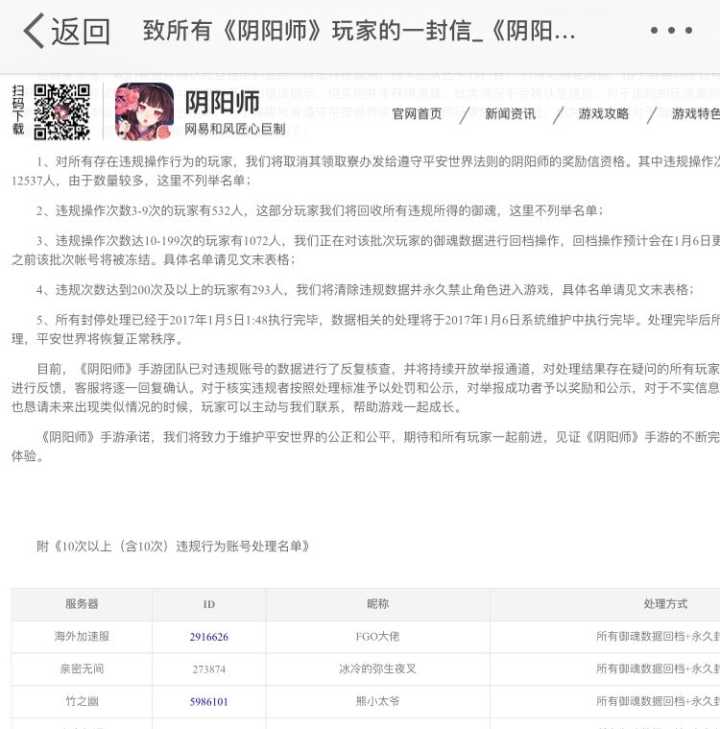 返回
致所有《阴阳师》玩家的一封信_《阴阳...
扫码下载
阴阳师
网易和风匠心巨制
官网首页 / 新闻资讯 / 游戏攻略 / 游戏特色
1、对所有存在违规操作行为的玩家，我们将取消其领取寮办发给遵守平安世界法则的阴阳师的奖励信资格。其中违规操作次
12537人，由于数量较多，这里不列举名单；
2、违规操作次数3-9次的玩家有532人，这部分玩家我们将回收所有违规所得的御魂，这里不列举名单；
3、违规操作次数达10-199次的玩家有1072人，我们正在对该批次玩家的御魂数据进行回档操作，回档操作预计会在1月6日更
之前该批次帐号将被冻结。具体名单请见文末表格；
4、违规次数达到200次及以上的玩家有293人，我们将清除违规数据并永久禁止角色进入游戏，具体名单请见文末表格；
5、所有封停处理已经于2017年1月5日1:48执行完毕，数据相关的处理将于2017年1月6日系统维护中执行完毕。处理完毕后所
理，平安世界将恢复正常秩序。
目前，《阴阳师》手游团队已对违规账号的数据进行了反复核查，并将持续开放举报通道，对处理结果存在疑问的所有玩家
进行反馈，客服将逐一回复确认。对于核实违规者按照处理标准予以处罚和公示，对举报成功者予以奖励和公示，对于不实信息
也恳请未来出现类似情况的时候，玩家可以主动与我们联系，帮助游戏一起成长。
《阴阳师》手游承诺，我们将致力于维护平安世界的公正和公平，期待和所有玩家一起前进，见证《阴阳师》手游的不断完
体验。
附《10次以上（含10次）违规行为账号处理名单》
服务器 ID 昵称 处理方式
海外加速服 2916626 FGO大佬 所有御魂数据回档+永久封
亲密无间 273874 冰冷的弥生夜叉 所有御魂数据回档+永久封
竹之幽 5986101 熊小太爷 所有御魂数据回档+永久封